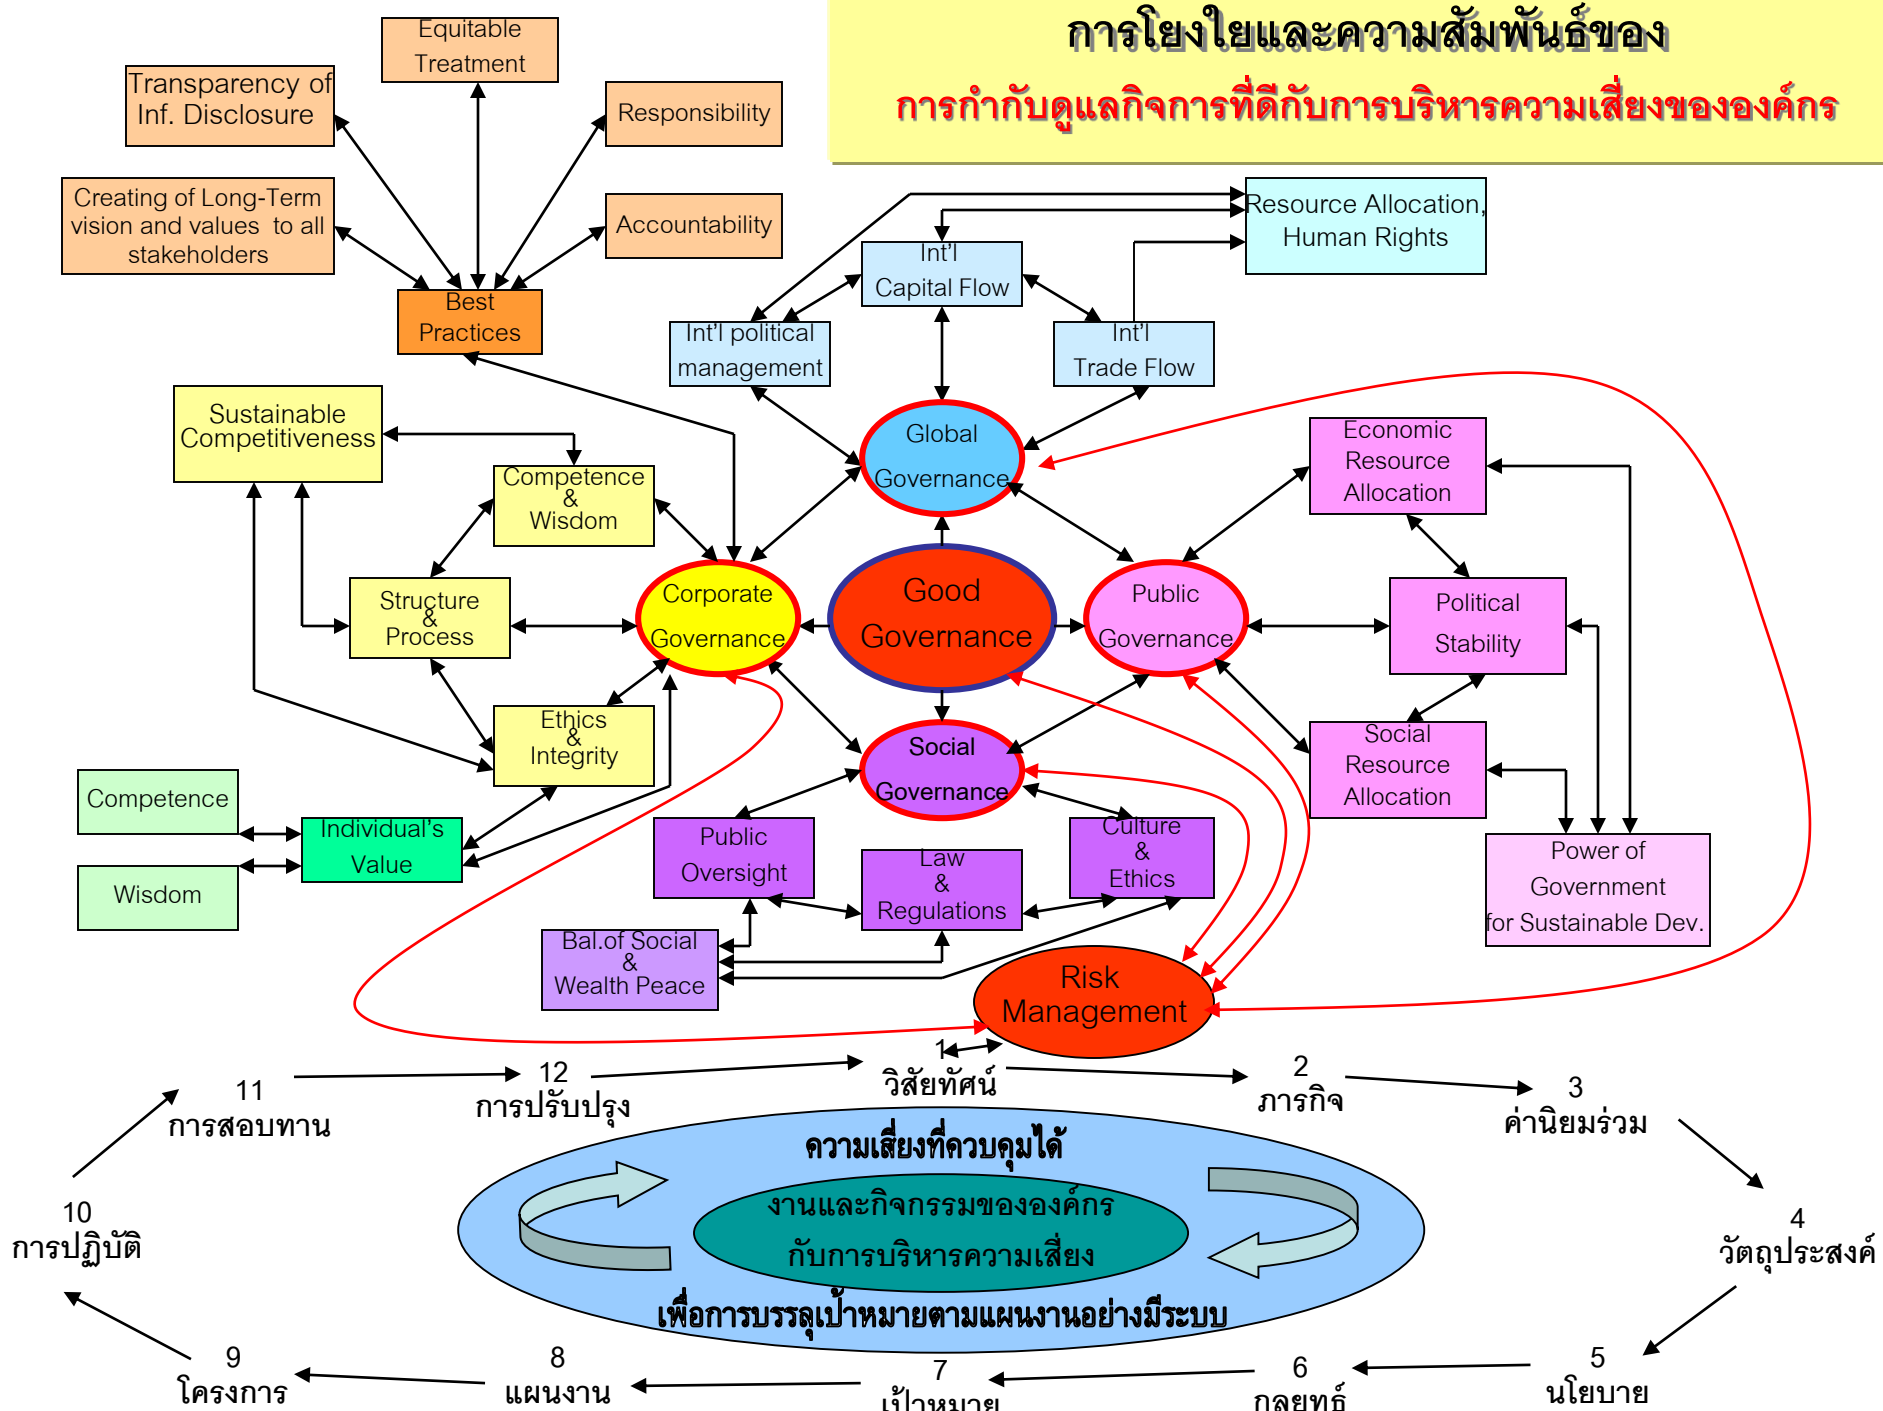 การโยงใยและความสัมพันธ์ของ
การกำกับดูแลกิจการที่ดีกับการบริหารความเสี่ยงขององค์กร
Equitable
Treatment
Transparency of
Inf. Disclosure
Responsibility
Creating of Long-Term
vision and values to all
stakeholders
Accountability
Best
Practices
Resource Allocation,
Human Rights
Int'l
Capital Flow
Int'l political
management
Int'l
Trade Flow
Sustainable
Competitiveness
Competence
&
Wisdom
Structure
&
Process
Ethics
&
Integrity
Competence
Wisdom
Individual's
Value
Global
Governance
Corporate
Governance
Good
Governance
Public
Governance
Social
Governance
Economic
Resource
Allocation
Political
Stability
Social
Resource
Allocation
Power of
Government
for Sustainable Dev.
Public
Oversight
Law
&
Regulations
Culture
&
Ethics
Bal.of Social
&
Wealth Peace
Risk
Management
1
วิสัยทัศน์
2
ภารกิจ
3
ค่านิยมร่วม
4
วัตถุประสงค์
5
นโยบาย
6
กลยุทธ์
7
เป้าหมาย
8
แผนงาน
9
โครงการ
10
การปฏิบัติ
11
การสอบทาน
12
การปรับปรุง
ความเสี่ยงที่ควบคุมได้
งานและกิจกรรมขององค์กร
กับการบริหารความเสี่ยง
เพื่อการบรรลุเป้าหมายตามแผนงานอย่างมีระบบ